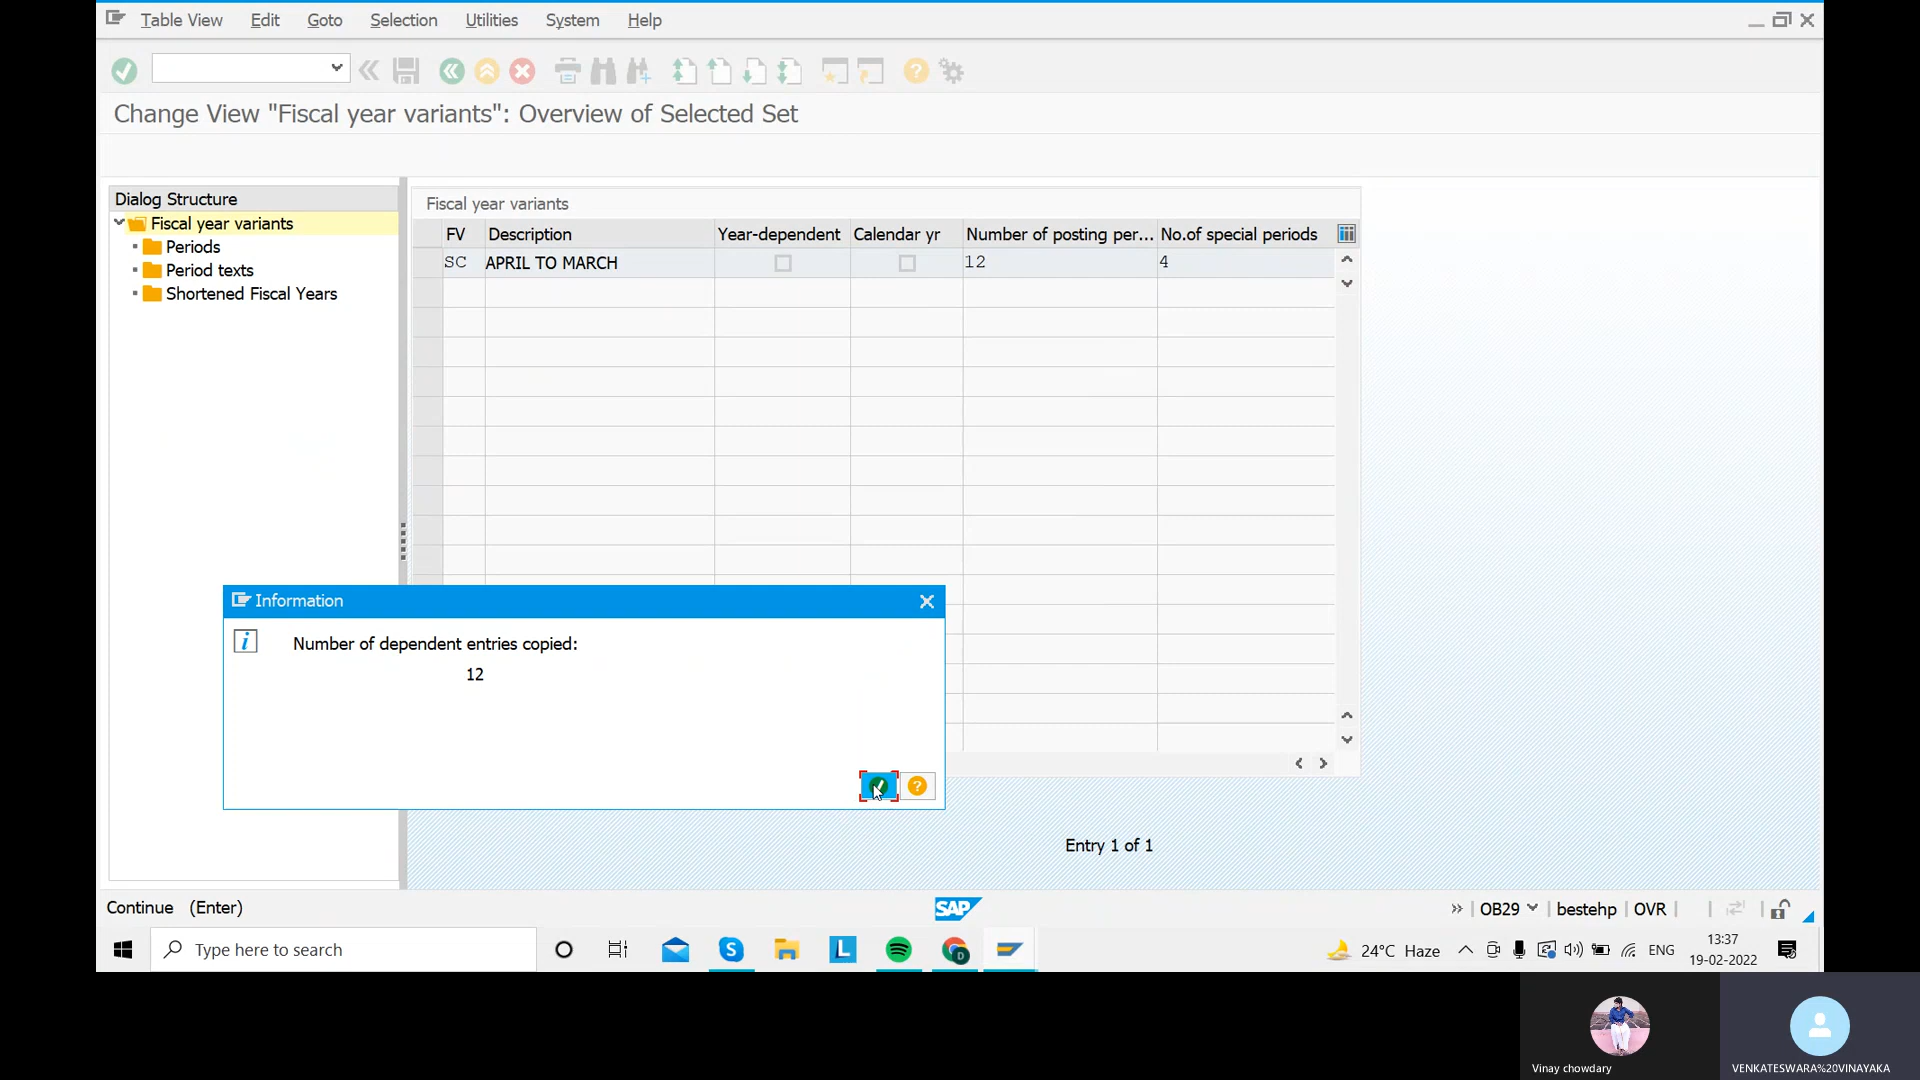 Table View Edit Goto Selection Utilities System Help
Change View "Fiscal year variants": Overview of Selected Set
Dialog Structure
Fiscal year variants
Periods
Period texts
Shortened Fiscal Years
Fiscal year variants
FV Description Year-dependent Calendar yr Number of posting per... No.of special periods
SC APRIL TO MARCH 12 4
Information
i Number of dependent entries copied:
12
Entry 1 of 1
Continue (Enter)
SAP
OB29 bestehp OVR
Type here to search
24°C Haze
ENG
13:37
19-02-2022
Vinay chowdary
VENKATESWARA%20VINAYAKA